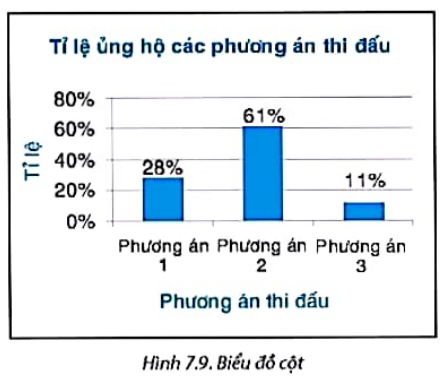 Tỉ lệ ủng hộ các phương án thi đấu
80%
60%
40%
20%
0%
Tỉ lệ
28%
61%
11%
Phương án 1
Phương án 2
Phương án 3
Phương án thi đấu
Hình 7.9. Biểu đồ cột